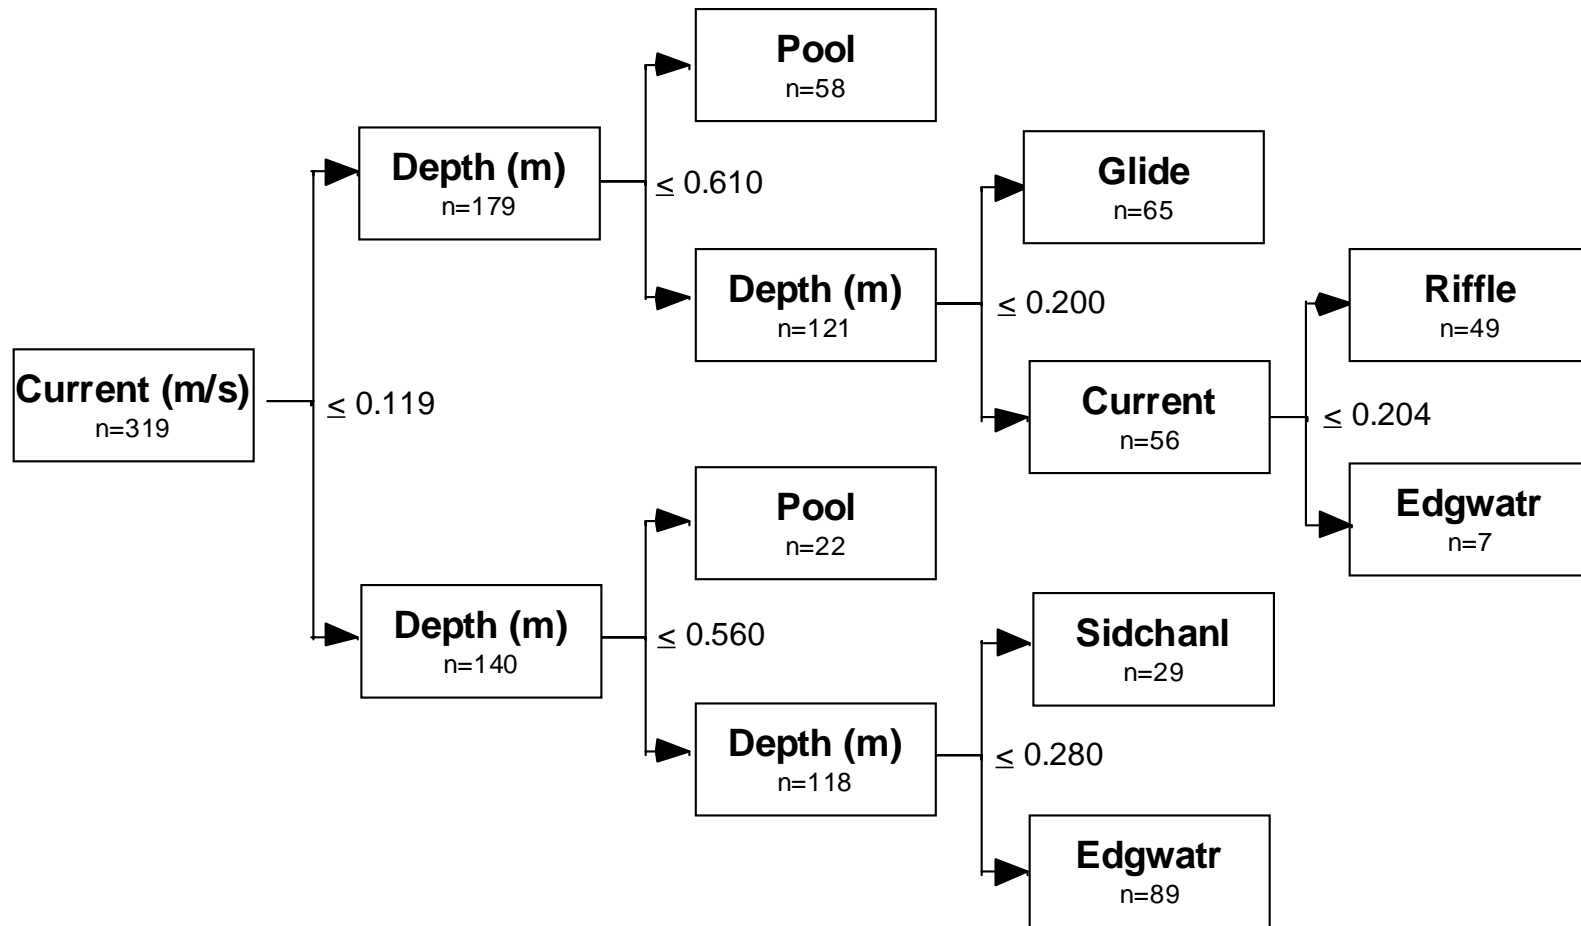 Pool
n=58
Depth (m)
n=179
≤ 0.610
Glide
n=65
Depth (m)
n=121
≤ 0.200
Riffle
n=49
Current (m/s)
n=319
≤ 0.119
Current
n=56
≤ 0.204
Pool
n=22
Edgwatr
n=7
Depth (m)
n=140
≤ 0.560
Sidchanl
n=29
Depth (m)
n=118
≤ 0.280
Edgwatr
n=89